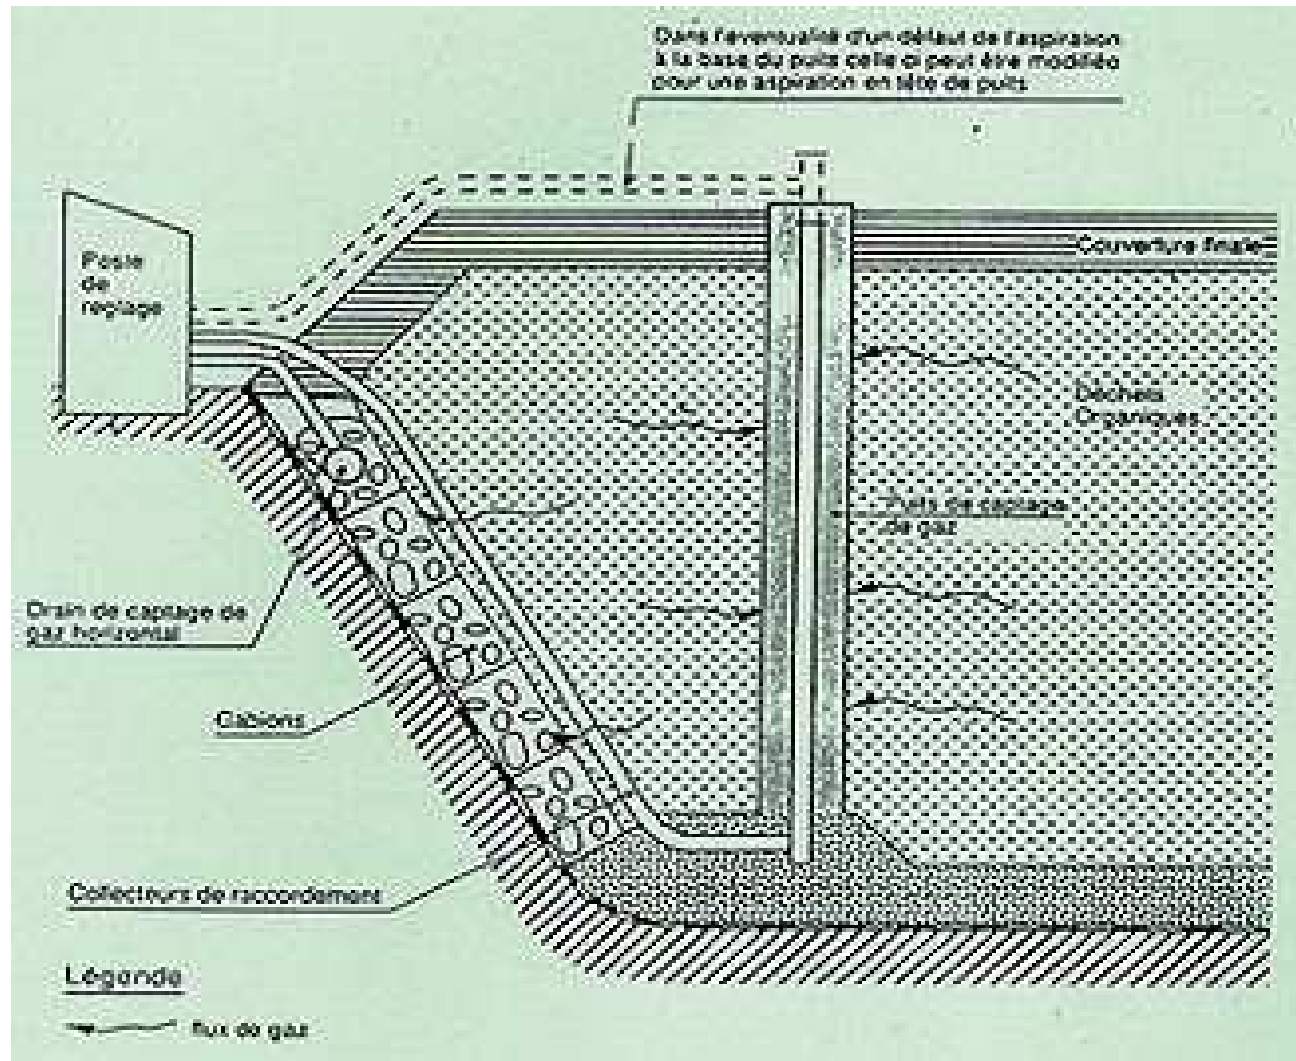 Dans l'eventualité d'un défaut de l'aspiration
à la base du puits celle ci peut être modifiée
pour une aspiration en tête de puits
Poste
de
réglage
Couverture finale
Déchets
Organiques
Puits de captage
de gaz
Drain de captage de
gaz horizontal
Gabions
Collecteurs de raccordement
Légende
flux de gaz